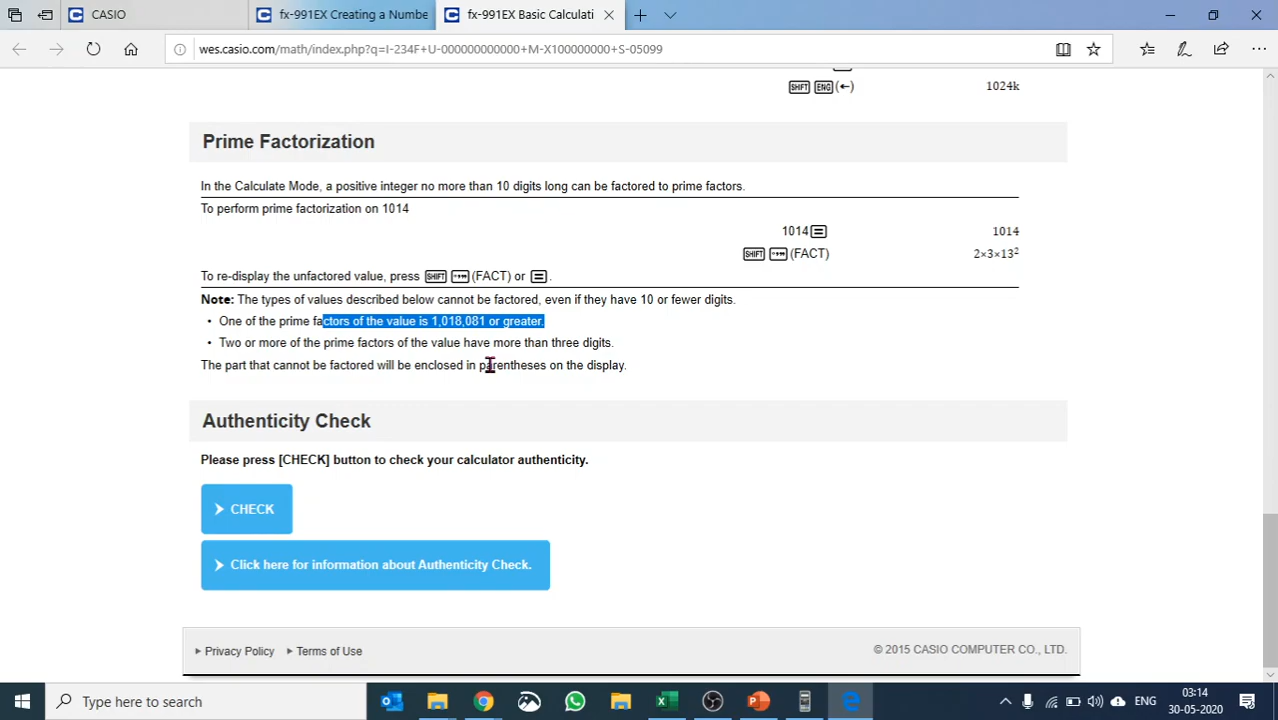 CASIO
fx-991EX Creating a Numbe
fx-991EX Basic Calculati
wes.casio.com/math/index.php?q=I-234F+U-000000000000+M-X100000000+S-05099
SHIFT ENG (←) 1024k
Prime Factorization
In the Calculate Mode, a positive integer no more than 10 digits long can be factored to prime factors.
To perform prime factorization on 1014
1014 = 1014
SHIFT °'" (FACT) 2×3×13²
To re-display the unfactored value, press SHIFT °'" (FACT) or =.
Note: The types of values described below cannot be factored, even if they have 10 or fewer digits.
• One of the prime factors of the value is 1,018,081 or greater.
• Two or more of the prime factors of the value have more than three digits.
The part that cannot be factored will be enclosed in parentheses on the display.
Authenticity Check
Please press [CHECK] button to check your calculator authenticity.
CHECK
Click here for information about Authenticity Check.
Privacy Policy Terms of Use © 2015 CASIO COMPUTER CO., LTD.
Type here to search
ENG
03:14
30-05-2020